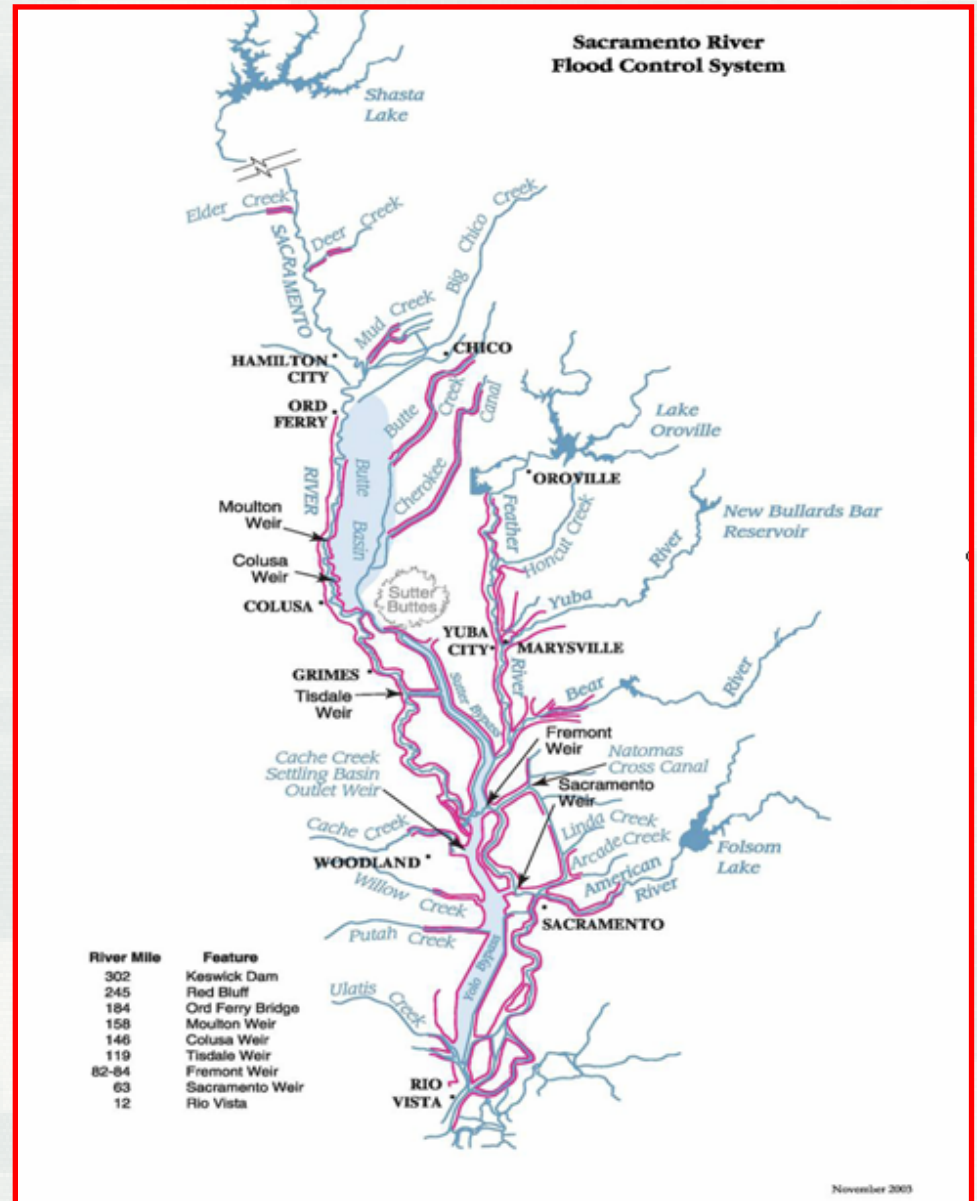 Sacramento River
Flood Control System
Shasta
Lake
Elder Creek
Deer Creek
SACRAMENTO
Big Chico Creek
Mud Creek
CHICO
HAMILTON
CITY
ORD
FERRY
Butte
Creek
Canal
Cherokee
Lake
Oroville
OROVILLE
RIVER
Butte
Basin
Moulton
Weir
Feather
Honcut Creek
New Bullards Bar
Reservoir
River
Colusa
Weir
Sutter
Buttes
Yuba
COLUSA
YUBA
CITY
MARYSVILLE
GRIMES
Tisdale
Weir
Sutter Bypass
River
Bear
River
Fremont
Weir
Cache Creek
Settling Basin
Outlet Weir
Natomas
Cross Canal
Sacramento
Weir
Cache Creek
Linda Creek
Arcade Creek
WOODLAND
American
River
Folsom
Lake
Willow Creek
SACRAMENTO
Putah Creek
Yolo Bypass
Ulatis
Creek
RIO
VISTA
River Mile Feature
302 Keswick Dam
245 Red Bluff
184 Ord Ferry Bridge
158 Moulton Weir
146 Colusa Weir
119 Tisdale Weir
82-84 Fremont Weir
63 Sacramento Weir
12 Rio Vista
November 2003